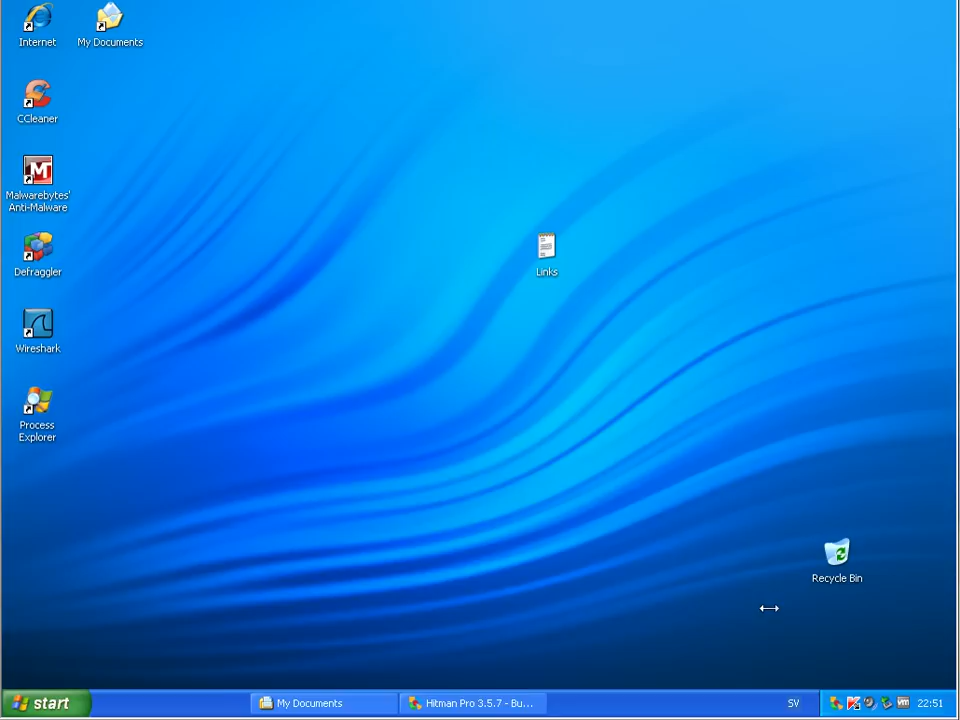 Internet
My Documents
CCleaner
Malwarebytes'
Anti-Malware
Defraggler
Wireshark
Process
Explorer
Links
Recycle Bin
start
My Documents
Hitman Pro 3.5.7 - Bu...
SV
22:51